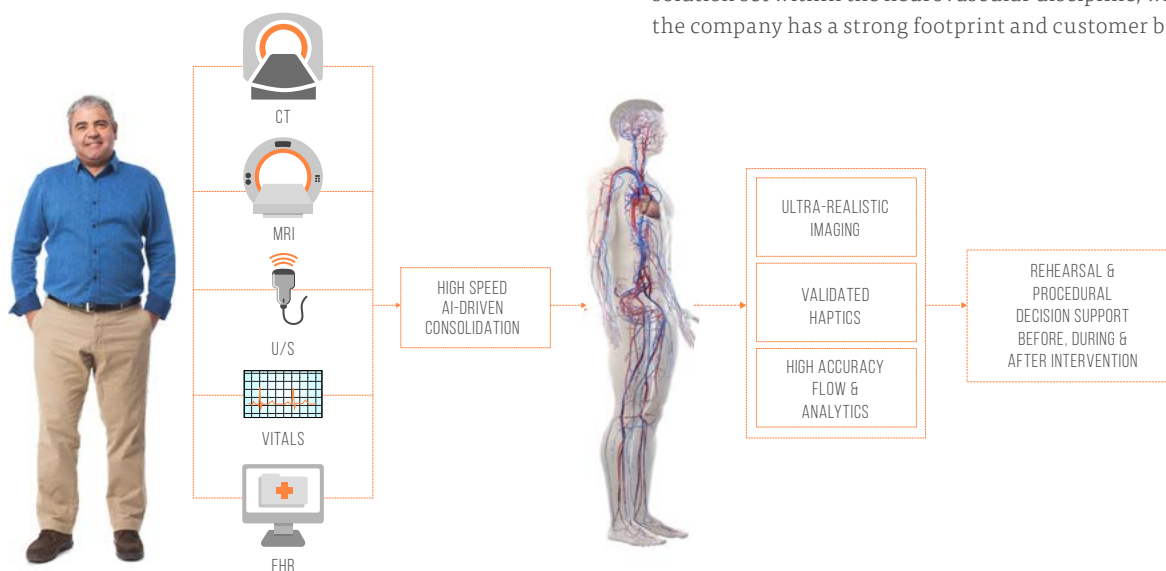 the company has a strong footprint and customer b
CT
MRI
U/S
VITALS
EHR
HIGH SPEED
AI-DRIVEN
CONSOLIDATION
ULTRA-REALISTIC
IMAGING
VALIDATED
HAPTICS
HIGH ACCURACY
FLOW &
ANALYTICS
REHEARSAL &
PROCEDURAL
DECISION SUPPORT
BEFORE, DURING &
AFTER INTERVENTION